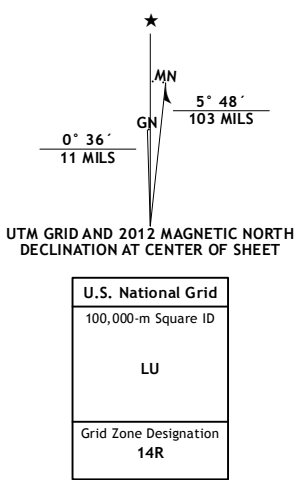 ★
MN
5° 48´
103 MILS
GN
0° 36´
11 MILS
UTM GRID AND 2012 MAGNETIC NORTH
DECLINATION AT CENTER OF SHEET
U.S. National Grid
100,000-m Square ID
LU
Grid Zone Designation
14R